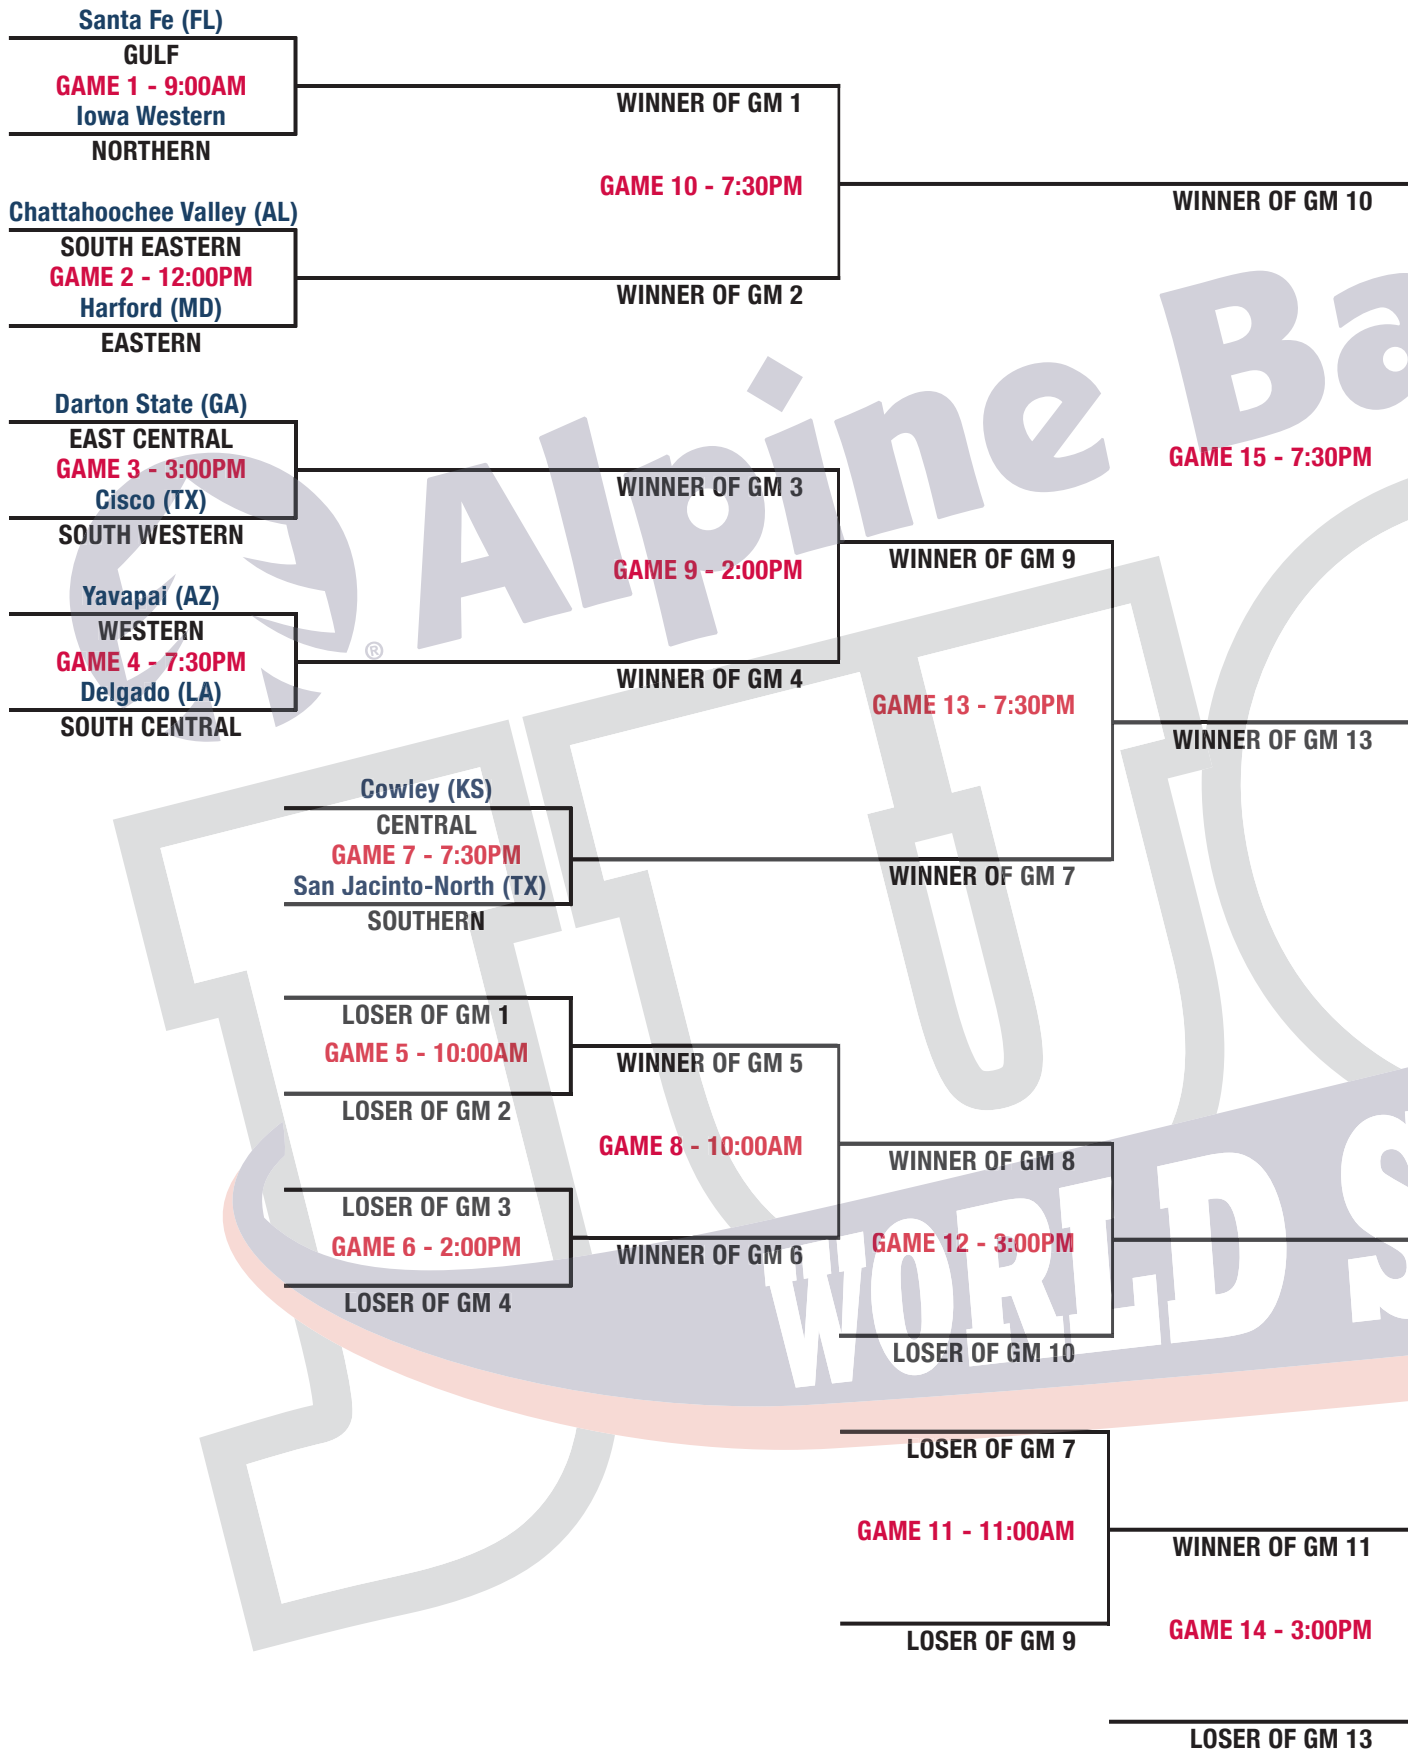 Santa Fe (FL)
GULF
GAME 1 - 9:00AM
Iowa Western
NORTHERN
Chattahoochee Valley (AL)
SOUTH EASTERN
GAME 2 - 12:00PM
Harford (MD)
EASTERN
Darton State (GA)
EAST CENTRAL
GAME 3 - 3:00PM
Cisco (TX)
SOUTH WESTERN
Yavapai (AZ)
WESTERN
GAME 4 - 7:30PM
Delgado (LA)
SOUTH CENTRAL
Cowley (KS)
CENTRAL
GAME 7 - 7:30PM
San Jacinto-North (TX)
SOUTHERN
LOSER OF GM 1
GAME 5 - 10:00AM
LOSER OF GM 2
LOSER OF GM 3
GAME 6 - 2:00PM
LOSER OF GM 4
WINNER OF GM 1
GAME 10 - 7:30PM
WINNER OF GM 2
WINNER OF GM 3
GAME 9 - 2:00PM
WINNER OF GM 4
WINNER OF GM 5
GAME 8 - 10:00AM
WINNER OF GM 6
WINNER OF GM 9
GAME 13 - 7:30PM
WINNER OF GM 7
WINNER OF GM 8
GAME 12 - 3:00PM
LOSER OF GM 10
LOSER OF GM 7
GAME 11 - 11:00AM
LOSER OF GM 9
WINNER OF GM 10
GAME 15 - 7:30PM
WINNER OF GM 13
WINNER OF GM 11
GAME 14 - 3:00PM
LOSER OF GM 13
® Alpine Ba
JU
WORLD S